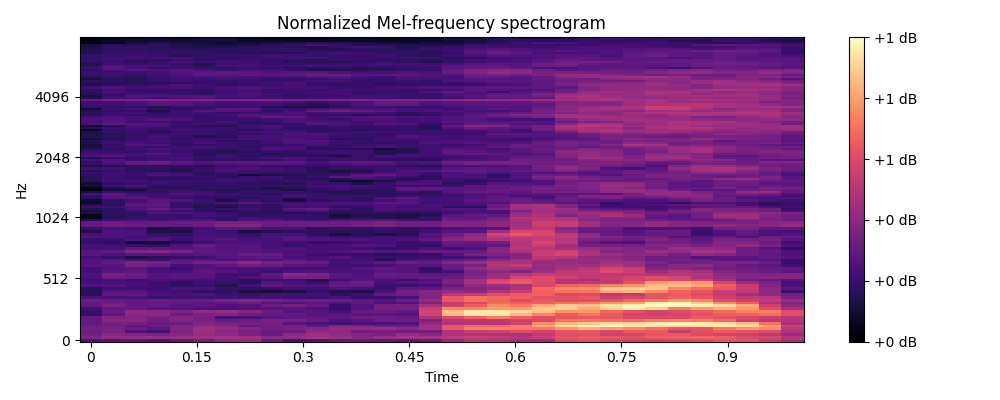 Normalized Mel-frequency spectrogram
Hz
4096
2048
1024
512
0
0 0.15 0.3 0.45 0.6 0.75 0.9
Time
+1 dB
+1 dB
+1 dB
+0 dB
+0 dB
+0 dB